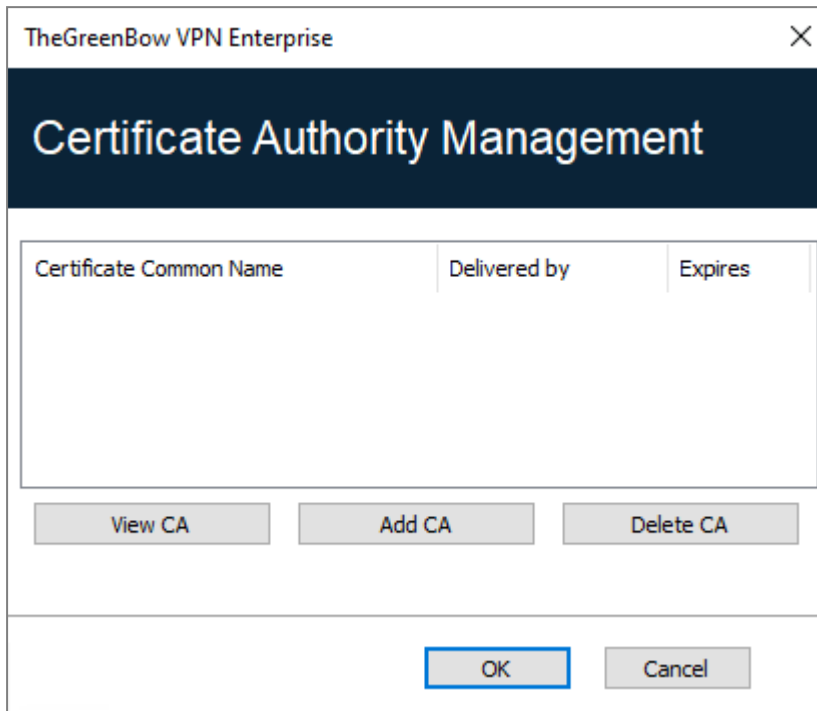 TheGreenBow VPN Enterprise
Certificate Authority Management
Certificate Common Name Delivered by Expires
View CA Add CA Delete CA
OK Cancel